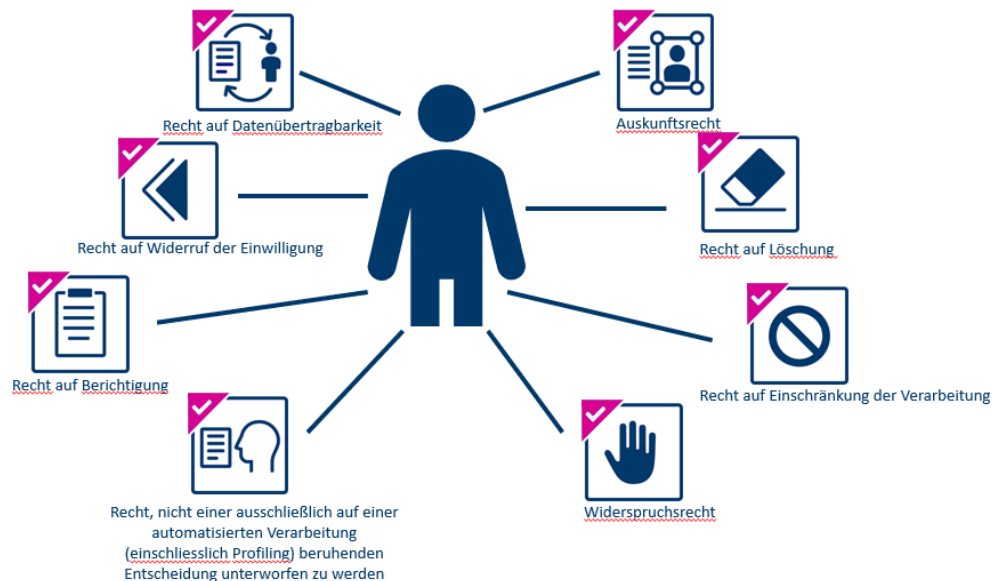 Recht auf Datenübertragbarkeit
Auskunftsrecht
Recht auf Widerruf der Einwilligung
Recht auf Löschung
Recht auf Berichtigung
Recht auf Einschränkung der Verarbeitung
Recht, nicht einer ausschließlich auf einer
automatisierten Verarbeitung
(einschliesslich Profiling) beruhenden
Entscheidung unterworfen zu werden
Widerspruchsrecht